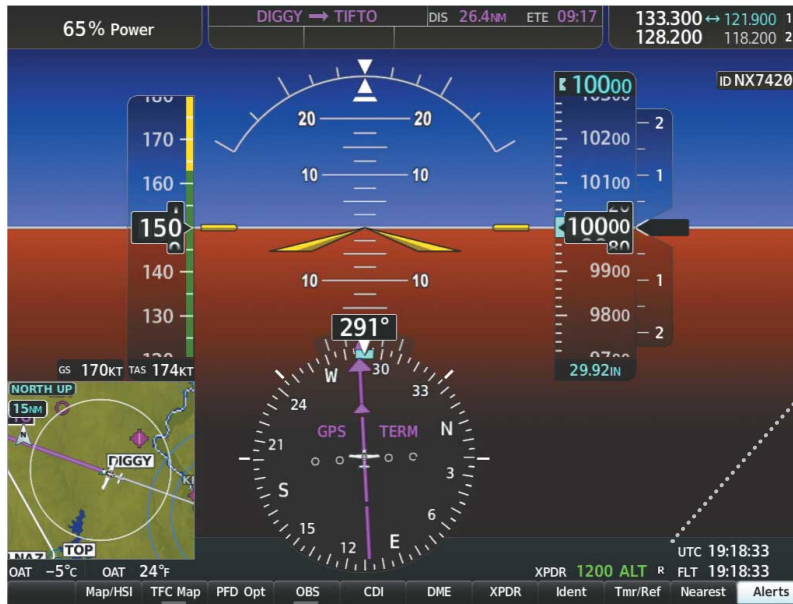 65% Power
DIGGY → TIFTO DIS 26.4NM ETE 09:17
133.300 ↔ 121.900 1
128.200 118.200 2
ID NX7420
170
160
150
140
130
20 20
10 10
10 10
10000
10200
10100
10000
9900
9800
29.92IN
2
1
1
2
291°
GS 170KT TAS 174KT
NORTH UP
15NM
N
DIGGY
TOP
W 30 33 N 3 6 E 12 15 S 21 24
GPS TERM
OAT −5°C OAT 24°F
XPDR 1200 ALT R
UTC 19:18:33
FLT 19:18:33
Map/HSI TFC Map PFD Opt OBS CDI DME XPDR Ident Tmr/Ref Nearest Alerts